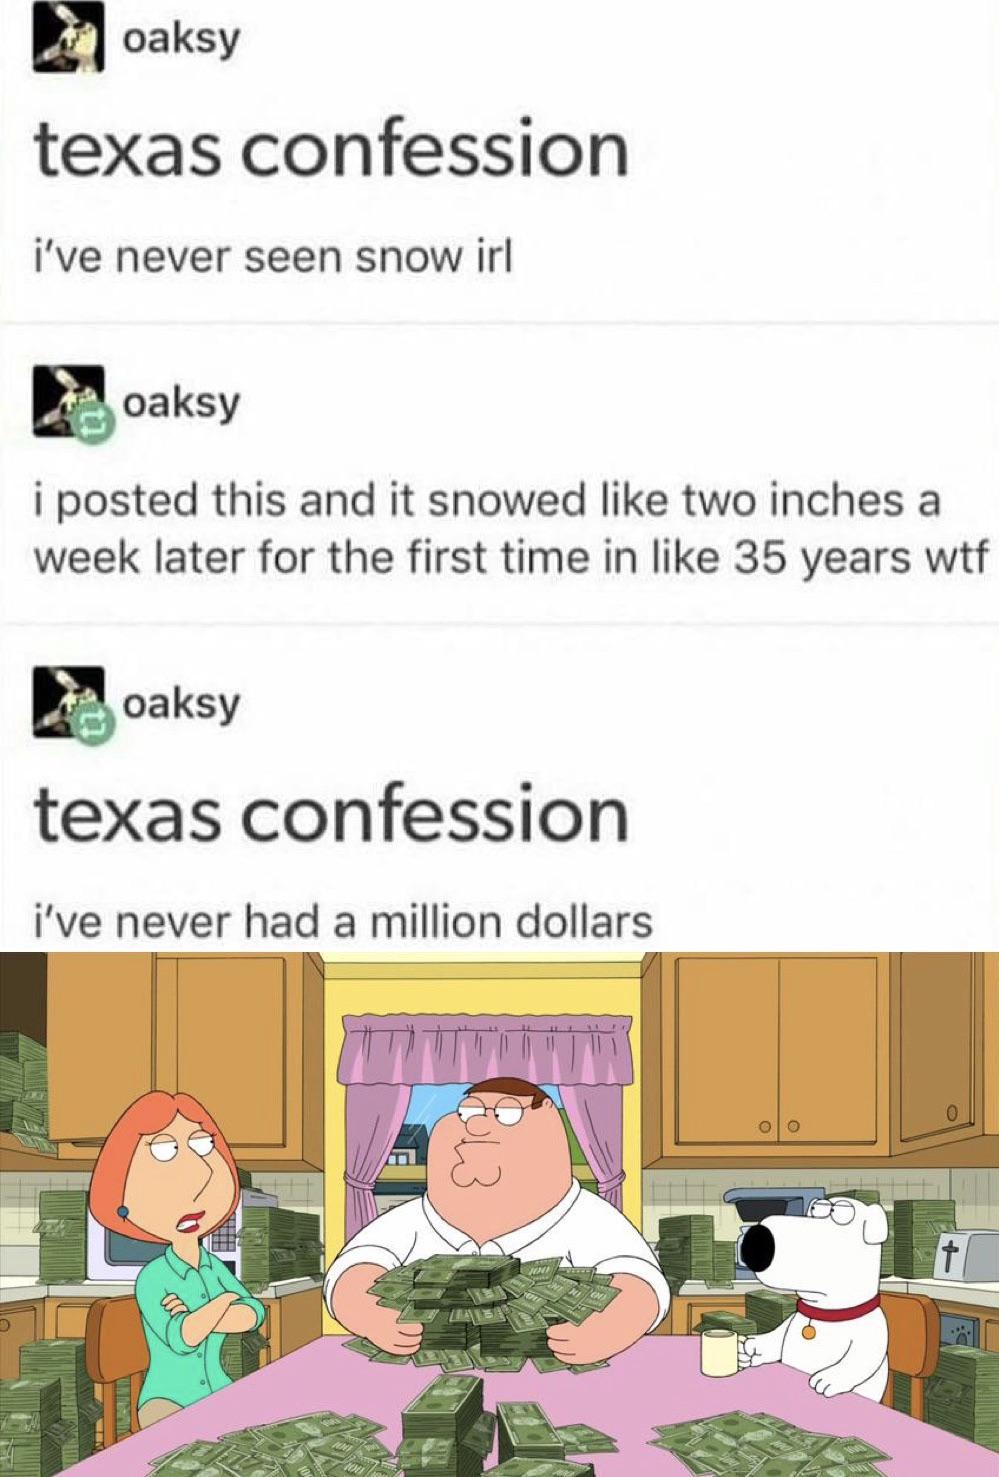 oaksy
texas confession
i've never seen snow irl
oaksy
i posted this and it snowed like two inches a
week later for the first time in like 35 years wtf
oaksy
texas confession
i've never had a million dollars